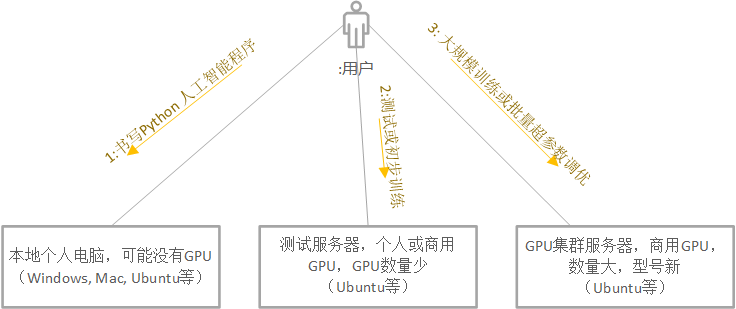 :用户
1:书写Python 人工智能程序
2:测试或初步训练
3: 大规模训练或批量超参数调优
本地个人电脑，可能没有GPU
（Windows, Mac, Ubuntu等）
测试服务器，个人或商用
GPU，GPU数量少
（Ubuntu等）
GPU集群服务器，商用GPU，
数量大，型号新
（Ubuntu等）